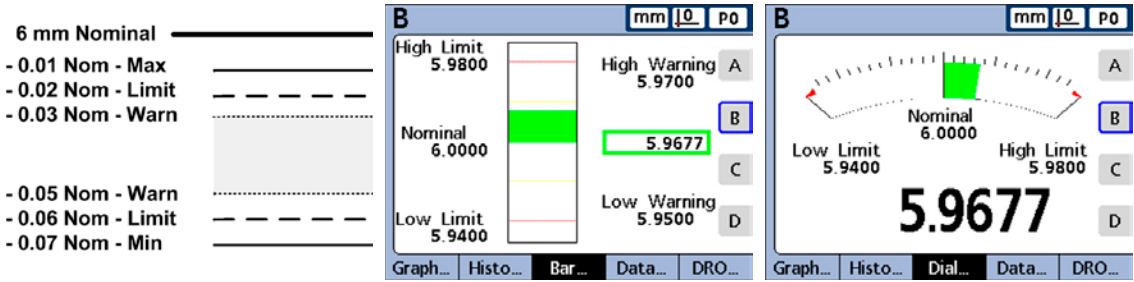 6 mm Nominal
- 0.01 Nom - Max
- 0.02 Nom - Limit
- 0.03 Nom - Warn
- 0.05 Nom - Warn
- 0.06 Nom - Limit
- 0.07 Nom - Min
B
mm 0 P0
High Limit
5.9800
High Warning
5.9700
Nominal
6.0000
5.9677
Low Warning
5.9500
Low Limit
5.9400
A
B
C
D
Graph... Histo... Bar... Data... DRO...
B
mm 0 P0
Nominal
6.0000
Low Limit
5.9400
High Limit
5.9800
5.9677
A
B
C
D
Graph... Histo... Dial... Data... DRO...